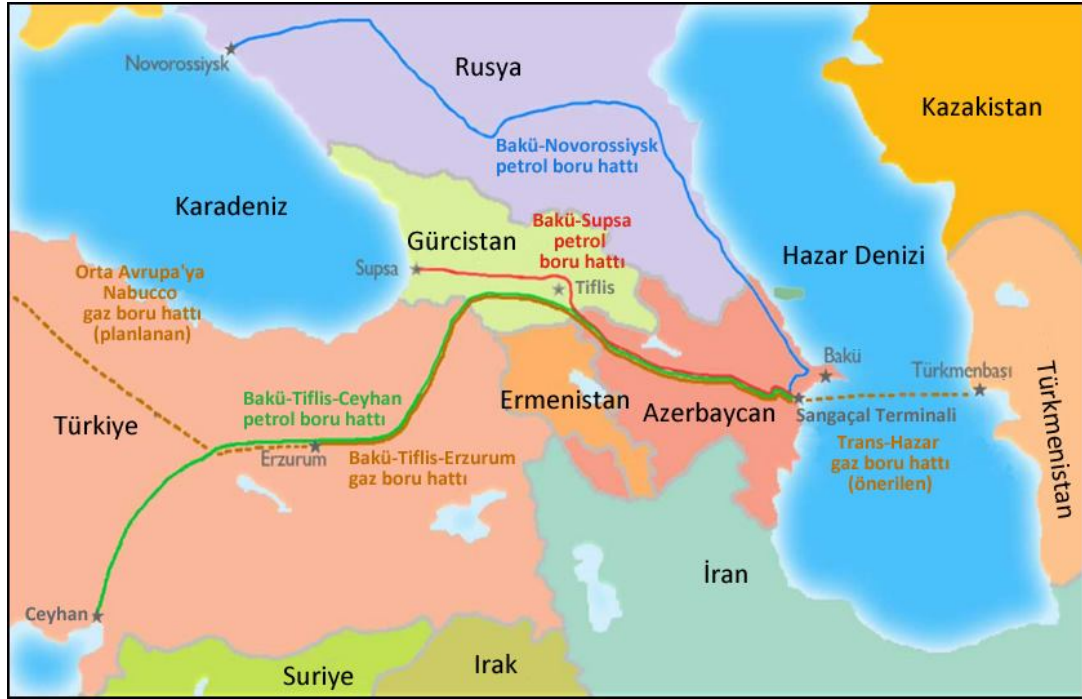 Novorossiysk
Rusya
Kazakistan
Bakü-Novorossiysk
petrol boru hattı
Karadeniz
Gürcistan
Bakü-Supsa
petrol
boru hattı
Hazar Denizi
Supsa
Tiflis
Orta Avrupa'ya
Nabucco
gaz boru hattı
(planlanan)
Bakü
Türkmenbaşı
Türkmenistan
Türkiye
Bakü-Tiflis-Ceyhan
petrol boru hattı
Ermenistan
Azerbaycan
Sangaçal Terminali
Erzurum
Bakü-Tiflis-Erzurum
gaz boru hattı
Trans-Hazar
gaz boru hattı
(önerilen)
İran
Ceyhan
Suriye
Irak